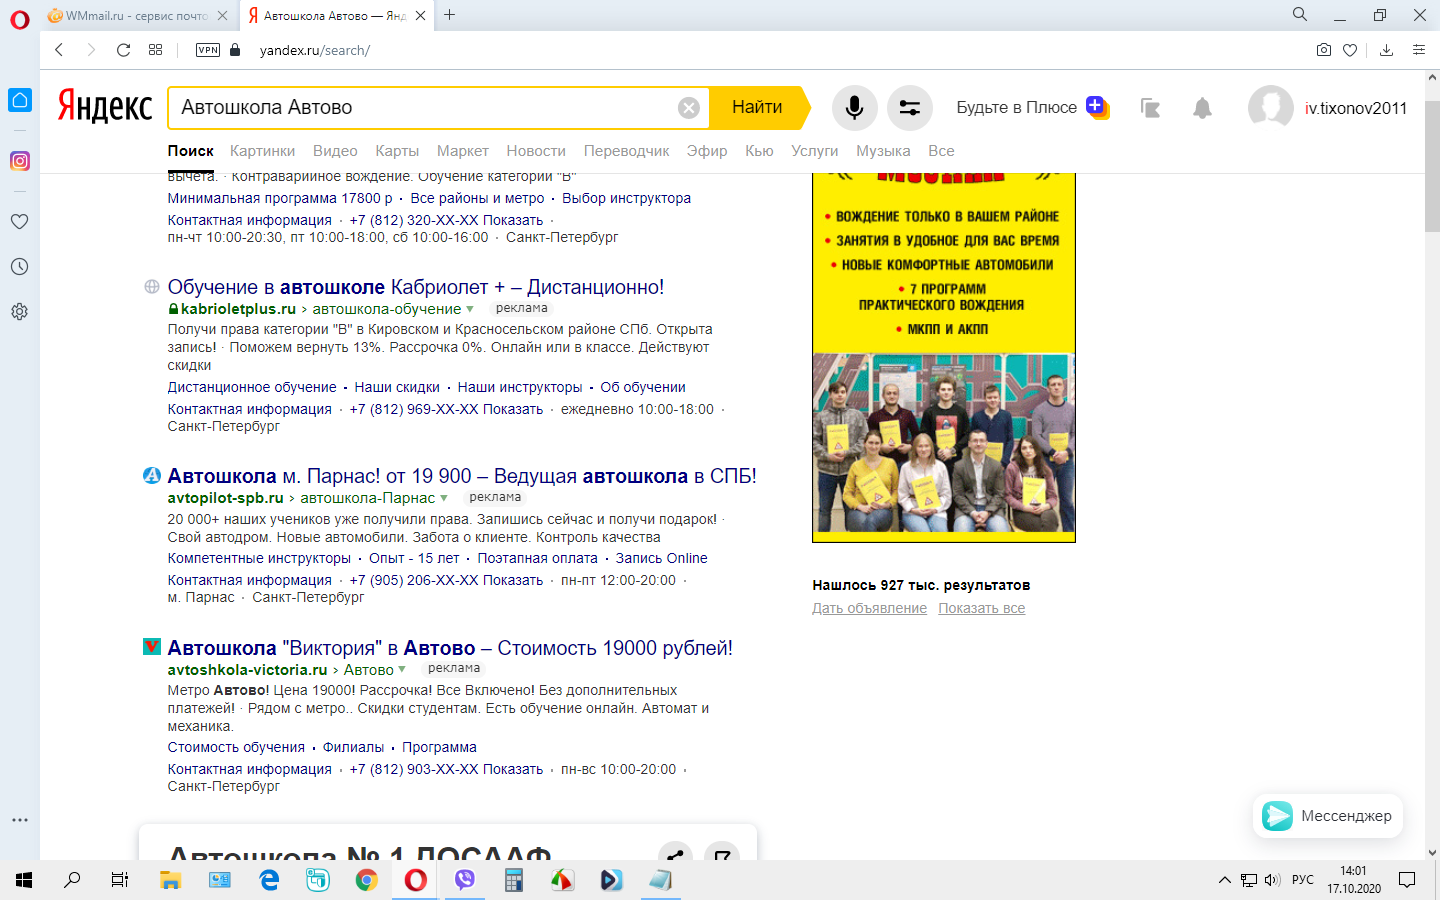 WMmail.ru - сервис почто
Автошкола Автово — Янд
VPN
yandex.ru/search/
Яндекс
Автошкола Автово
Найти
Будьте в Плюсе
iv.tixonov2011
Поиск Картинки Видео Карты Маркет Новости Переводчик Эфир Кью Услуги Музыка Все
вычета. · Контраварийное вождение. Обучение категории "В"
Минимальная программа 17800 р · Все районы и метро · Выбор инструктора
Контактная информация · +7 (812) 320-XX-XX Показать ·
пн-чт 10:00-20:30, пт 10:00-18:00, сб 10:00-16:00 · Санкт-Петербург
Обучение в автошколе Кабриолет + – Дистанционно!
kabrioletplus.ru › автошкола-обучение реклама
Получи права категории "В" в Кировском и Красносельском районе СПб. Открыта
запись! · Поможем вернуть 13%. Рассрочка 0%. Онлайн или в классе. Действуют
скидки
Дистанционное обучение · Наши скидки · Наши инструкторы · Об обучении
Контактная информация · +7 (812) 969-XX-XX Показать · ежедневно 10:00-18:00 ·
Санкт-Петербург
Автошкола м. Парнас! от 19 900 – Ведущая автошкола в СПБ!
avtopilot-spb.ru › автошкола-Парнас реклама
20 000+ наших учеников уже получили права. Запишись сейчас и получи подарок! ·
Свой автодром. Новые автомобили. Забота о клиенте. Контроль качества
Компетентные инструкторы · Опыт - 15 лет · Поэтапная оплата · Запись Online
Контактная информация · +7 (905) 206-XX-XX Показать · пн-пт 12:00-20:00 ·
м. Парнас · Санкт-Петербург
Автошкола "Виктория" в Автово – Стоимость 19000 рублей!
avtoshkola-victoria.ru › Автово реклама
Метро Автово! Цена 19000! Рассрочка! Все Включено! Без дополнительных
платежей! · Рядом с метро.. Скидки студентам. Есть обучение онлайн. Автомат и
механика.
Стоимость обучения · Филиалы · Программа
Контактная информация · +7 (812) 903-XX-XX Показать · пн-вс 10:00-20:00 ·
Санкт-Петербург
Автошкола № 1 ДОСААФ
• ВОЖДЕНИЕ ТОЛЬКО В ВАШЕМ РАЙОНЕ
• ЗАНЯТИЯ В УДОБНОЕ ДЛЯ ВАС ВРЕМЯ
• НОВЫЕ КОМФОРТНЫЕ АВТОМОБИЛИ
• 7 ПРОГРАММ
ПРАКТИЧЕСКОГО ВОЖДЕНИЯ
• МКПП И АКПП
Нашлось 927 тыс. результатов
Дать объявление Показать все
Мессенджер
РУС
14:01
17.10.2020